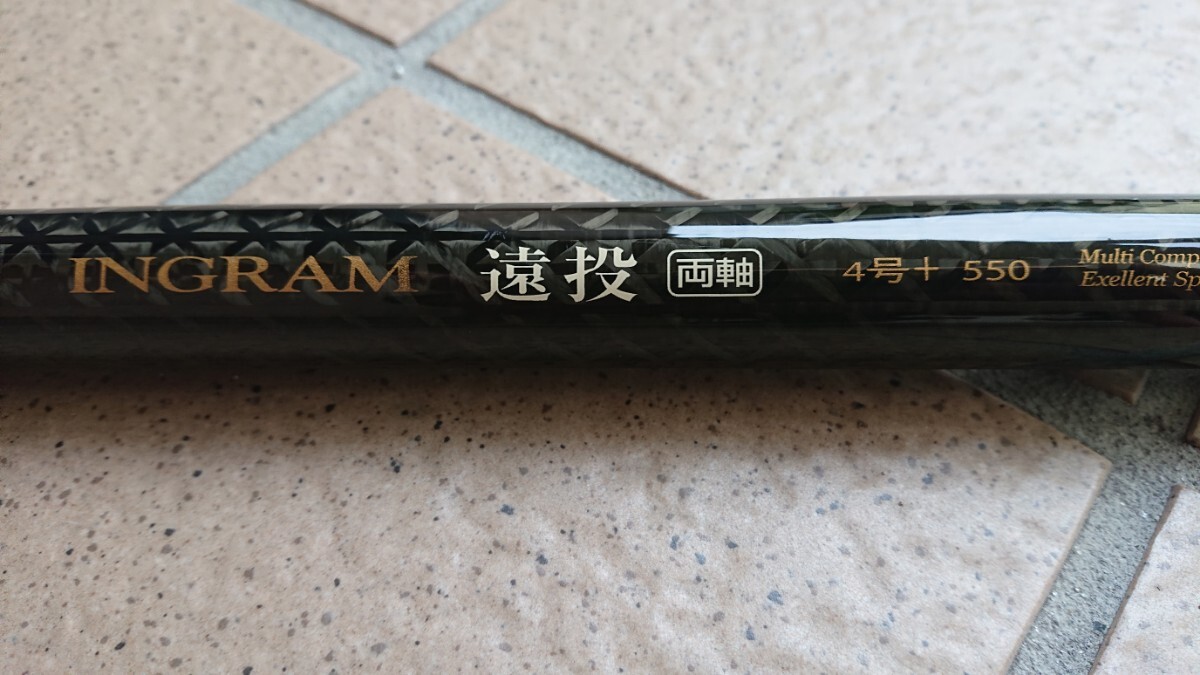 INGRAM 遠投 両軸 4号+ 550
Multi Comp
Exellent Sp